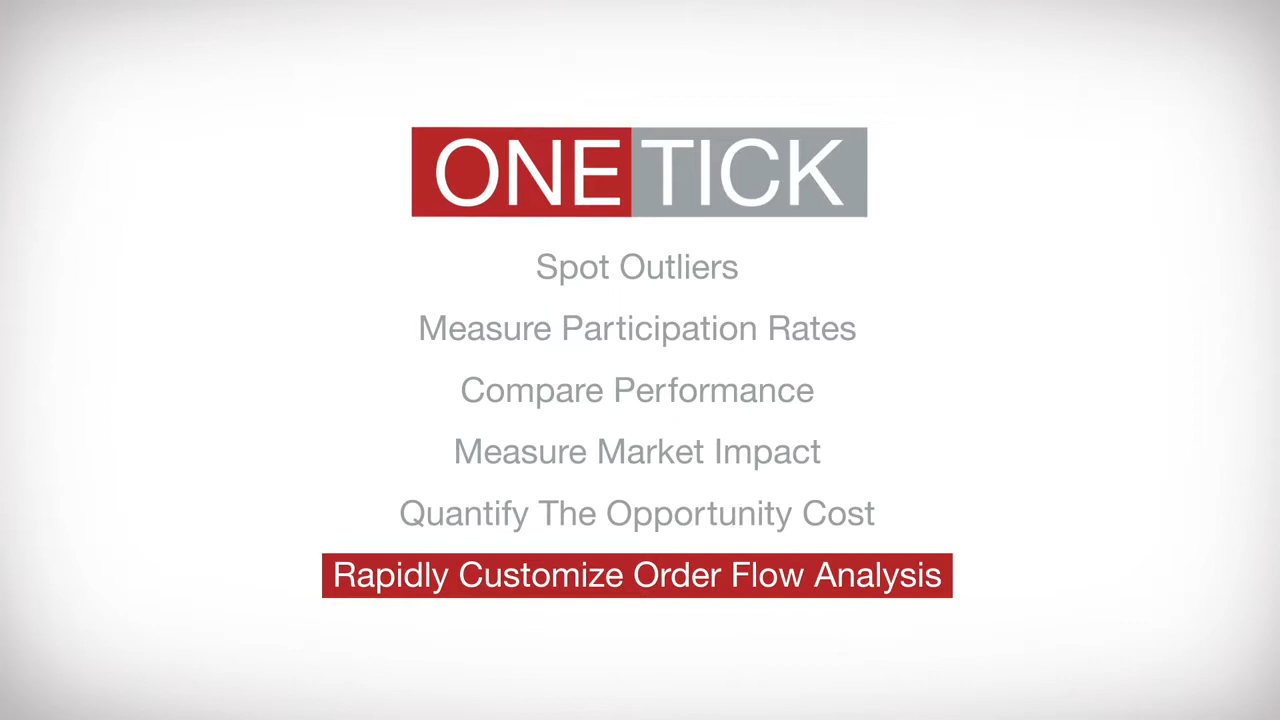 ONETICK
Spot Outliers
Measure Participation Rates
Compare Performance
Measure Market Impact
Quantify The Opportunity Cost
Rapidly Customize Order Flow Analysis